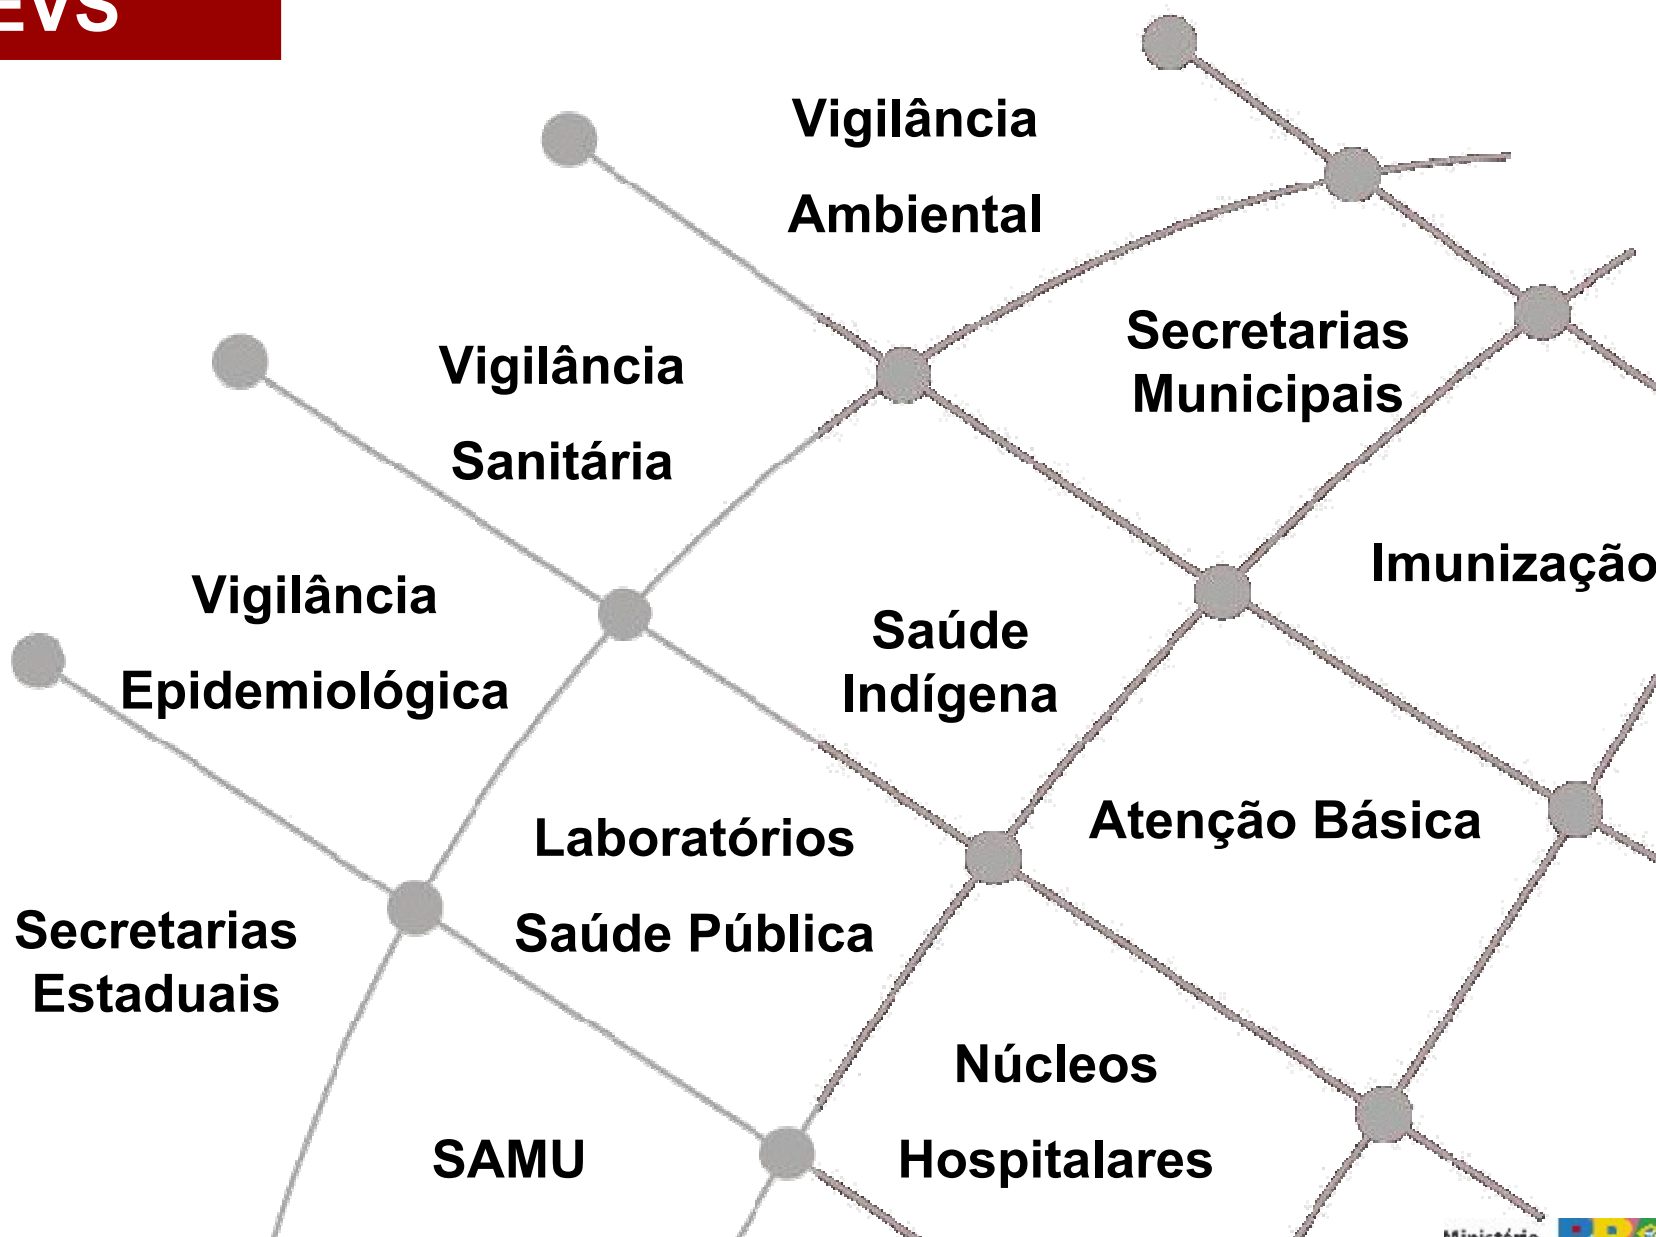 EVS
Vigilância
Ambiental
Secretarias
Municipais
Vigilância
Sanitária
Imunização
Vigilância
Epidemiológica
Saúde
Indígena
Laboratórios
Saúde Pública
Atenção Básica
Secretarias
Estaduais
Núcleos
Hospitalares
SAMU
Ministério